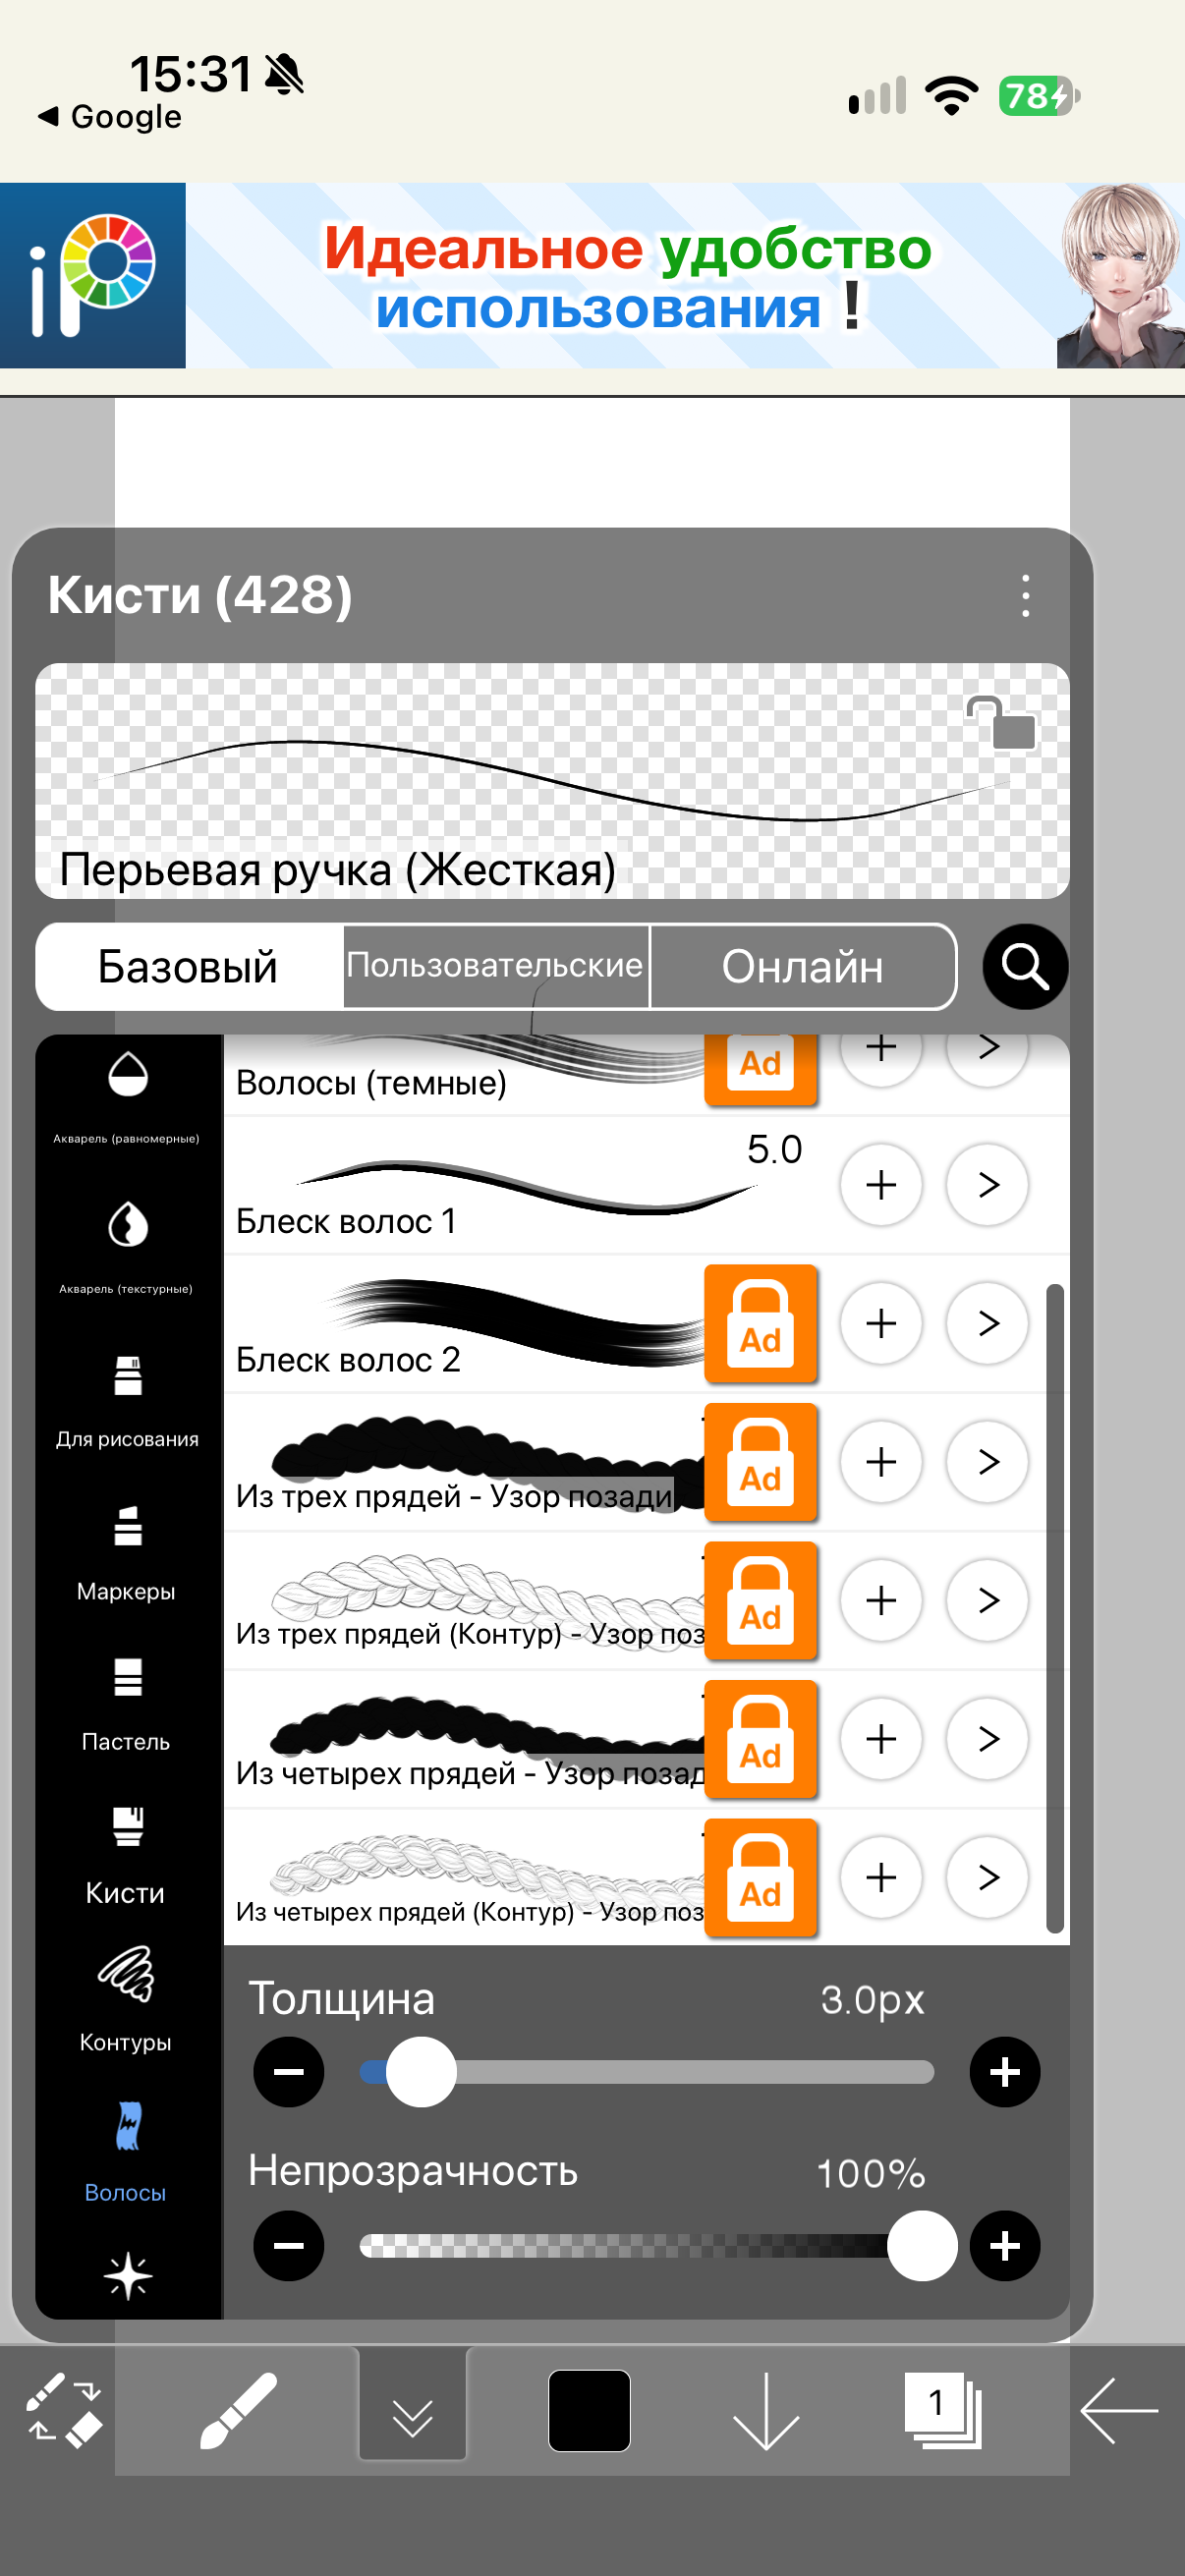 15:31
Google
78
iP
Идеальное удобство
использования !
Кисти (428)
Перьевая ручка (Жесткая)
Базовый
Пользовательские
Онлайн
Акварель (равномерные)
Акварель (текстурные)
Для рисования
Маркеры
Пастель
Кисти
Контуры
Волосы
Волосы (темные)
Ad
5.0
Блеск волос 1
Блеск волос 2
Ad
Из трех прядей - Узор позади
Ad
Из трех прядей (Контур) - Узор поз
Ad
Из четырех прядей - Узор позад
Ad
Из четырех прядей (Контур) - Узор поз
Ad
Толщина
3.0px
Непрозрачность
100%
1